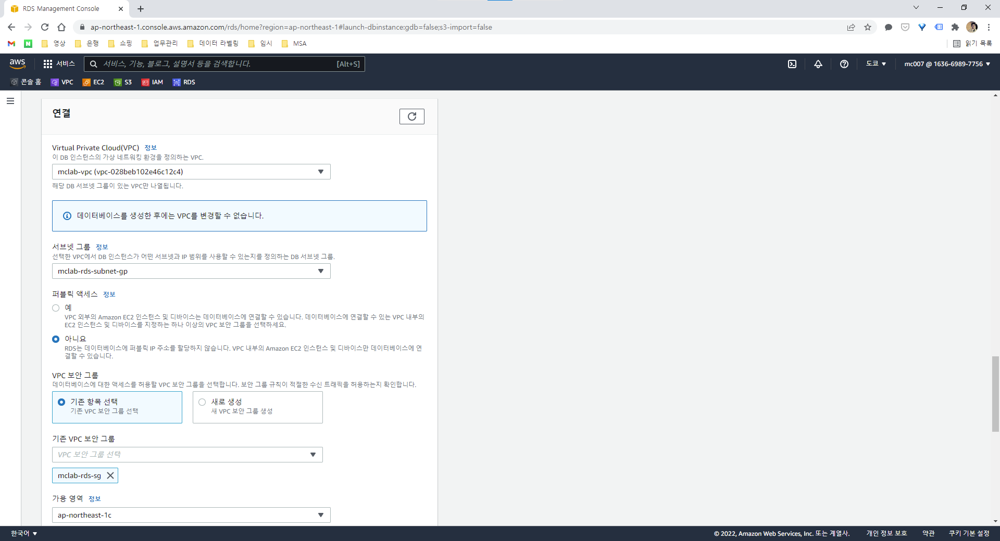 RDS Management Console
ap-northeast-1.console.aws.amazon.com/rds/home?region=ap-northeast-1#launch-dbinstance:gdb=false;s3-import=false
N 영상 은행 쇼핑 업무관리 데이터 라벨링 임시 MSA 읽기 목록
aws 서비스 서비스, 기능, 블로그, 설명서 등을 검색합니다. [Alt+S] 도쿄 mc007 @ 1636-6989-7756
콘솔 홈 VPC EC2 S3 IAM RDS
연결
Virtual Private Cloud(VPC) 정보
이 DB 인스턴스의 가상 네트워킹 환경을 정의하는 VPC.
mclab-vpc (vpc-028beb102e46c12c4)
해당 DB 서브넷 그룹이 있는 VPC만 나열됩니다.
데이터베이스를 생성한 후에는 VPC를 변경할 수 없습니다.
서브넷 그룹 정보
선택한 VPC에서 DB 인스턴스가 어떤 서브넷과 IP 범위를 사용할 수 있는지를 정의하는 DB 서브넷 그룹.
mclab-rds-subnet-gp
퍼블릭 액세스 정보
예
VPC 외부의 Amazon EC2 인스턴스 및 디바이스는 데이터베이스에 연결할 수 있습니다. 데이터베이스에 연결할 수 있는 VPC 내부의
EC2 인스턴스 및 디바이스를 지정하는 하나 이상의 VPC 보안 그룹을 선택하세요.
아니요
RDS는 데이터베이스에 퍼블릭 IP 주소를 할당하지 않습니다. VPC 내부의 Amazon EC2 인스턴스 및 디바이스만 데이터베이스에 연
결할 수 있습니다.
VPC 보안 그룹
데이터베이스에 대한 액세스를 허용할 VPC 보안 그룹을 선택합니다. 보안 그룹 규칙이 적절한 수신 트래픽을 허용하는지 확인합니다.
기존 항목 선택 새로 생성
기존 VPC 보안 그룹 선택 새 VPC 보안 그룹 생성
기존 VPC 보안 그룹
VPC 보안 그룹 선택
mclab-rds-sg
가용 영역 정보
ap-northeast-1c
한국어 © 2022, Amazon Web Services, Inc. 또는 계열사. 개인 정보 보호 약관 쿠키 기본 설정